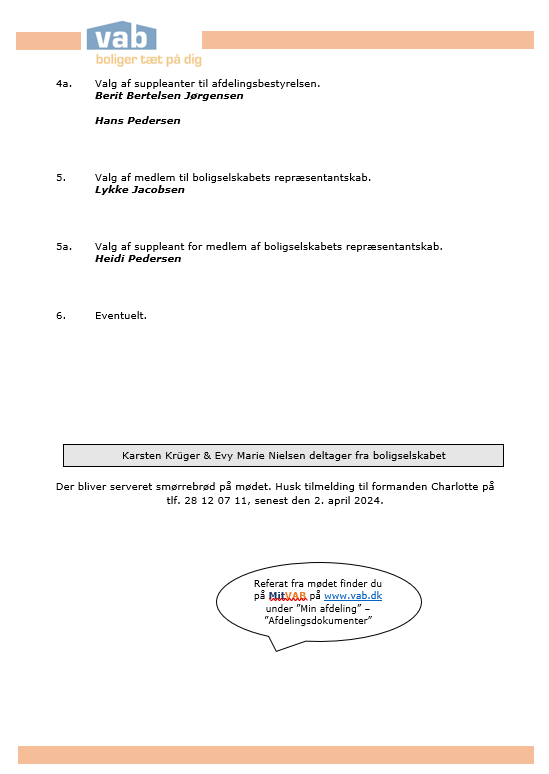 vab
boliger tæt på dig
4a. Valg af suppleanter til afdelingsbestyrelsen.
Berit Bertelsen Jørgensen
Hans Pedersen
5. Valg af medlem til boligselskabets repræsentantskab.
Lykke Jacobsen
5a. Valg af suppleant for medlem af boligselskabets repræsentantskab.
Heidi Pedersen
6. Eventuelt.
Karsten Krüger & Evy Marie Nielsen deltager fra boligselskabet
Der bliver serveret smørrebrød på mødet. Husk tilmelding til formanden Charlotte på
tlf. 28 12 07 11, senest den 2. april 2024.
Referat fra mødet finder du
på MitVAB på www.vab.dk
under ”Min afdeling” –
”Afdelingsdokumenter”